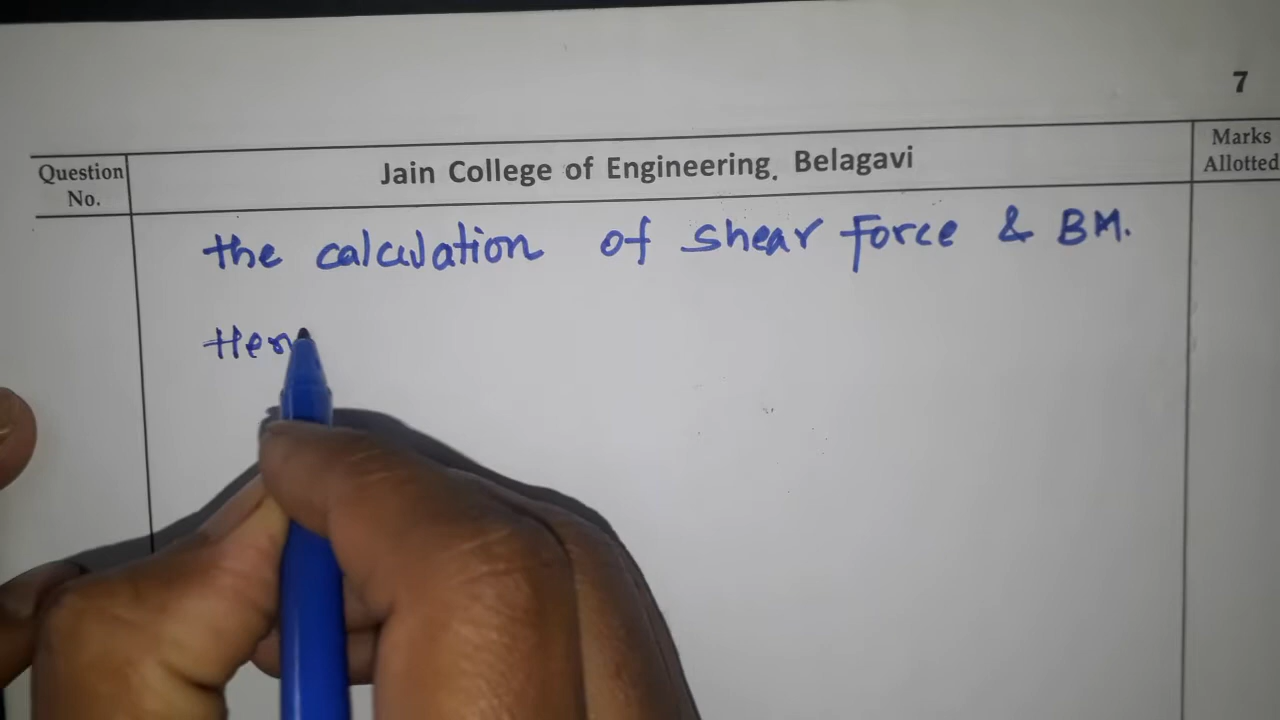 7
Question No.
Jain College of Engineering, Belagavi
Marks Allotted
the calculation of shear force & BM.